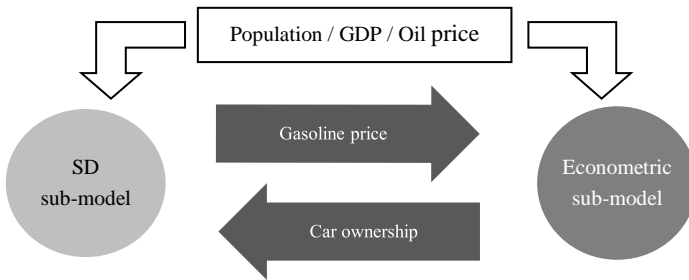 Population / GDP / Oil price
Gasoline price
SD
sub-model
Econometric
sub-model
Car ownership